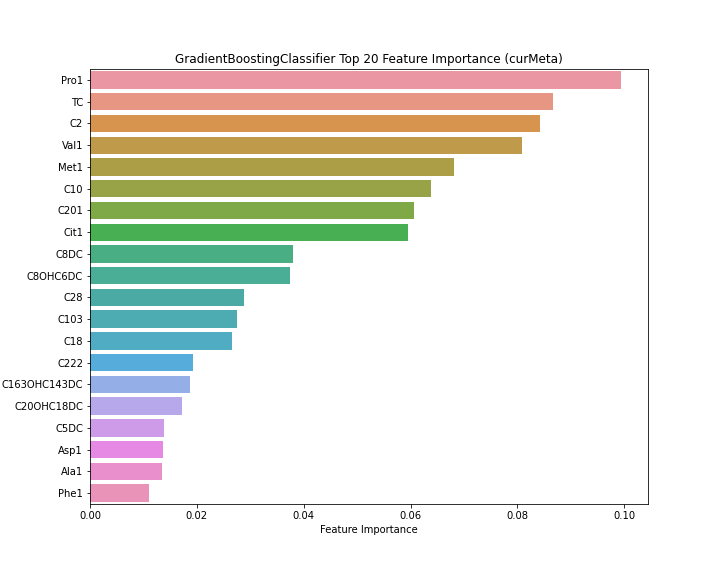 GradientBoostingClassifier Top 20 Feature Importance (curMeta)
Pro1
TC
C2
Val1
Met1
C10
C201
Cit1
C8DC
C8OHC6DC
C28
C103
C18
C222
C163OHC143DC
C20OHC18DC
C5DC
Asp1
Ala1
Phe1
0.00 0.02 0.04 0.06 0.08 0.10
Feature Importance